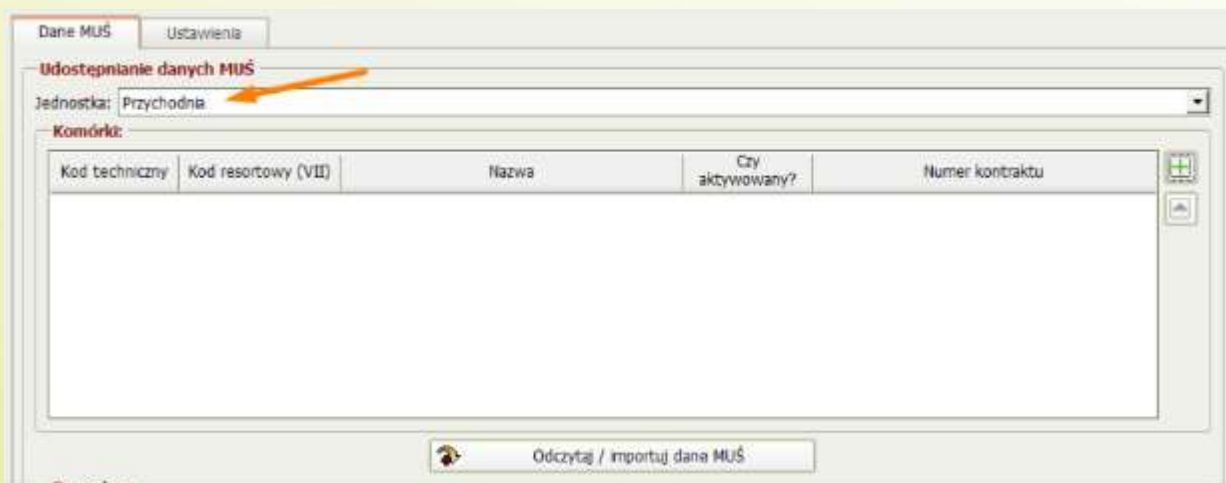 Dane MUŚ Ustawienia
Udostępnianie danych MUŚ
Jednostka: Przychodnia
Komórki:
Kod techniczny Kod resortowy (VII) Nazwa Czy aktywowany? Numer kontraktu
Odczytaj / importuj dane MUŚ